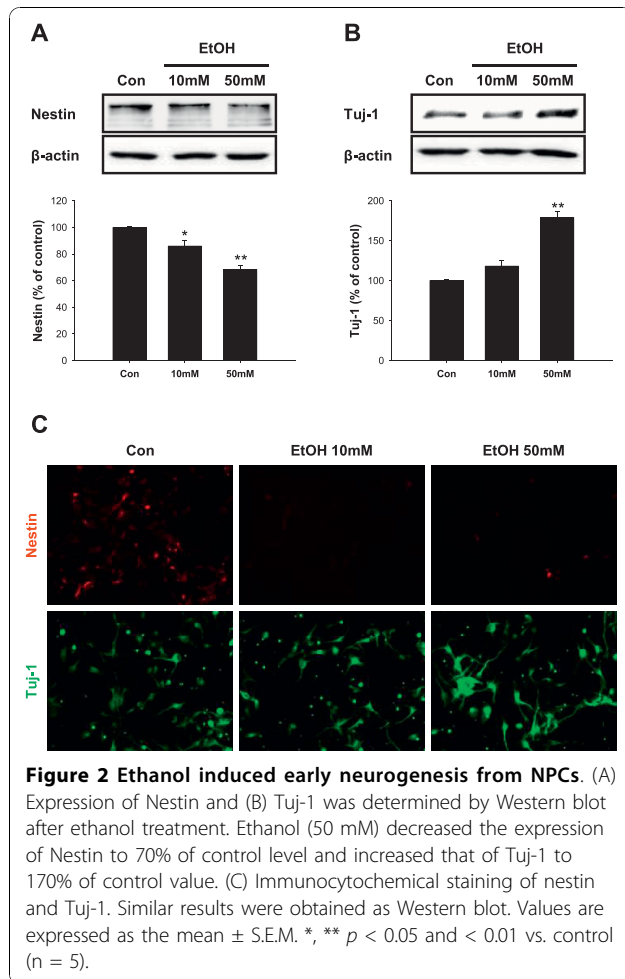 A
EtOH
Con 10mM 50mM
Nestin
β-actin
120
100
80
60
40
20
0
Nestin (% of control)
*
**
Con 10mM 50mM
B
EtOH
Con 10mM 50mM
Tuj-1
β-actin
200
150
100
50
0
Tuj-1 (% of control)
**
Con 10mM 50mM
C
Con EtOH 10mM EtOH 50mM
Nestin
Tuj-1
Figure 2 Ethanol induced early neurogenesis from NPCs. (A)
Expression of Nestin and (B) Tuj-1 was determined by Western blot
after ethanol treatment. Ethanol (50 mM) decreased the expression
of Nestin to 70% of control level and increased that of Tuj-1 to
170% of control value. (C) Immunocytochemical staining of nestin
and Tuj-1. Similar results were obtained as Western blot. Values are
expressed as the mean ± S.E.M. *, ** p < 0.05 and < 0.01 vs. control
(n = 5).